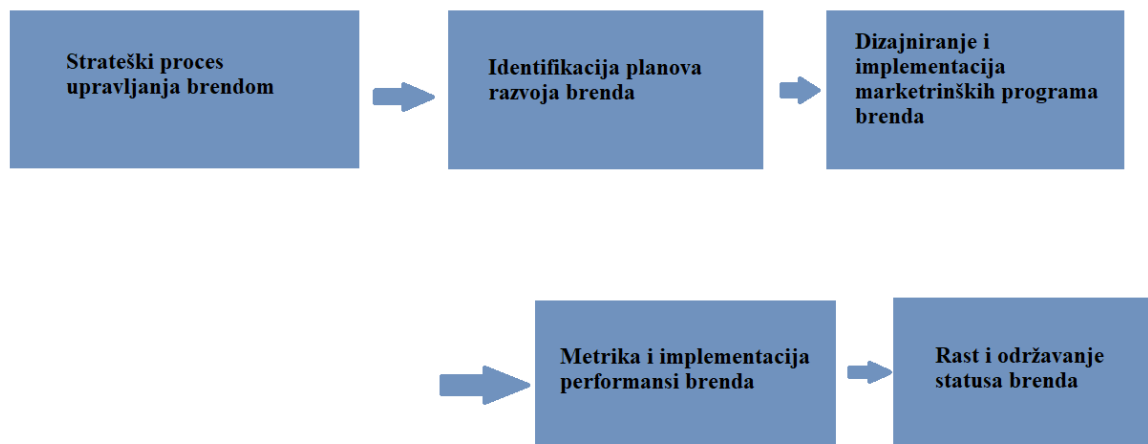 Strateški proces
upravljanja brendom
Identifikacija planova
razvoja brenda
Dizajniranje i
implementacija
marketrinških programa
brenda
Metrika i implementacija
performansi brenda
Rast i održavanje
statusa brenda